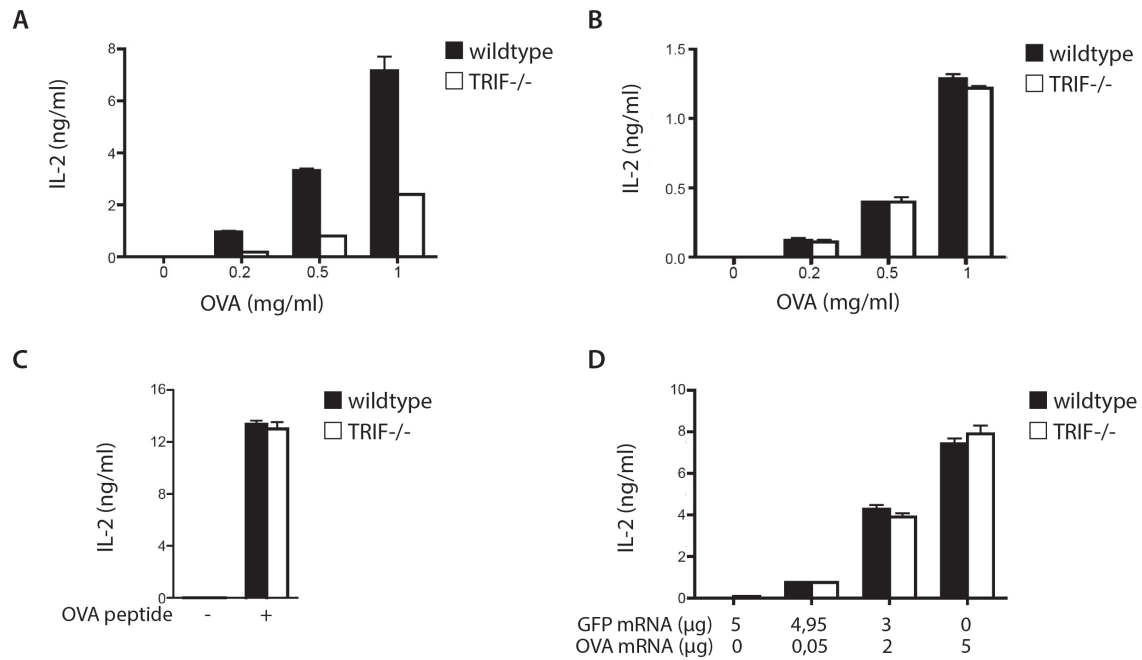 A
IL-2 (ng/ml)
8
6
4
2
0
0 0.2 0.5 1
OVA (mg/ml)
wildtype
TRIF-/-
B
IL-2 (ng/ml)
1.5
1.0
0.5
0.0
0 0.2 0.5 1
OVA (mg/ml)
wildtype
TRIF-/-
C
IL-2 (ng/ml)
16
12
8
4
0
OVA peptide - +
wildtype
TRIF-/-
D
IL-2 (ng/ml)
10
8
6
4
2
0
GFP mRNA (µg) 5 4,95 3 0
OVA mRNA (µg) 0 0,05 2 5
wildtype
TRIF-/-